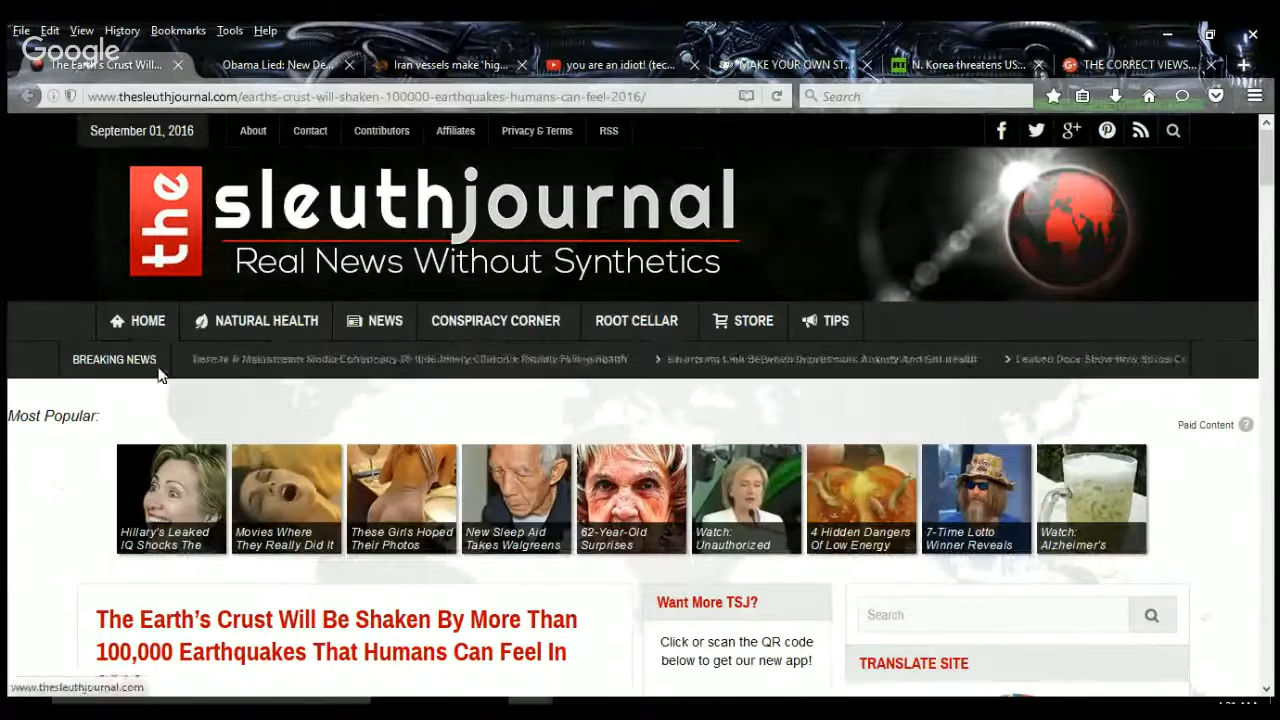 File Edit View History Bookmarks Tools Help
Google
The Earth's Crust Will... Obama Lied: New De... Iran vessels make 'hig... you are an idiot! (tec... MAKE YOUR OWN ST... N. Korea threatens US... THE CORRECT VIEWS...
www.thesleuthjournal.com/earths-crust-will-shaken-100000-earthquakes-humans-can-feel-2016/ Search
September 01, 2016 About Contact Contributors Affiliates Privacy & Terms RSS
the sleuthjournal
Real News Without Synthetics
HOME NATURAL HEALTH NEWS CONSPIRACY CORNER ROOT CELLAR STORE TIPS
BREAKING NEWS
Most Popular:
Paid Content ?
Hillary's Leaked IQ Shocks The
Movies Where They Really Did It
These Girls Hoped Their Photos
New Sleep Aid Takes Walgreens
62-Year-Old Surprises
Watch: Unauthorized
4 Hidden Dangers Of Low Energy
7-Time Lotto Winner Reveals
Watch: Alzheimer's
The Earth's Crust Will Be Shaken By More Than
100,000 Earthquakes That Humans Can Feel In
Want More TSJ?
Click or scan the QR code
below to get our new app!
Search
TRANSLATE SITE
www.thesleuthjournal.com